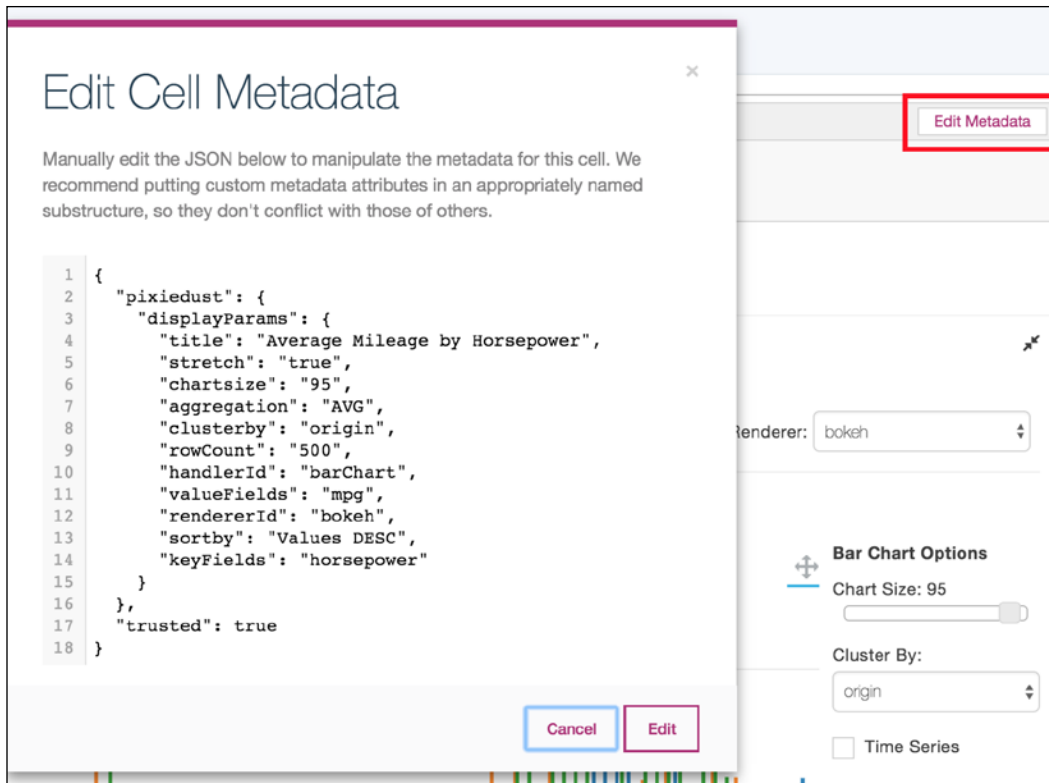 Edit Cell Metadata
×
Manually edit the JSON below to manipulate the metadata for this cell. We
recommend putting custom metadata attributes in an appropriately named
substructure, so they don't conflict with those of others.
1 {
2   "pixiedust": {
3     "displayParams": {
4       "title": "Average Mileage by Horsepower",
5       "stretch": "true",
6       "chartsize": "95",
7       "aggregation": "AVG",
8       "clusterby": "origin",
9       "rowCount": "500",
10       "handlerId": "barChart",
11       "valueFields": "mpg",
12       "rendererId": "bokeh",
13       "sortby": "Values DESC",
14       "keyFields": "horsepower"
15     }
16   },
17   "trusted": true
18 }
Cancel
Edit
Edit Metadata
Renderer: bokeh
Bar Chart Options
Chart Size: 95
Cluster By:
origin
Time Series